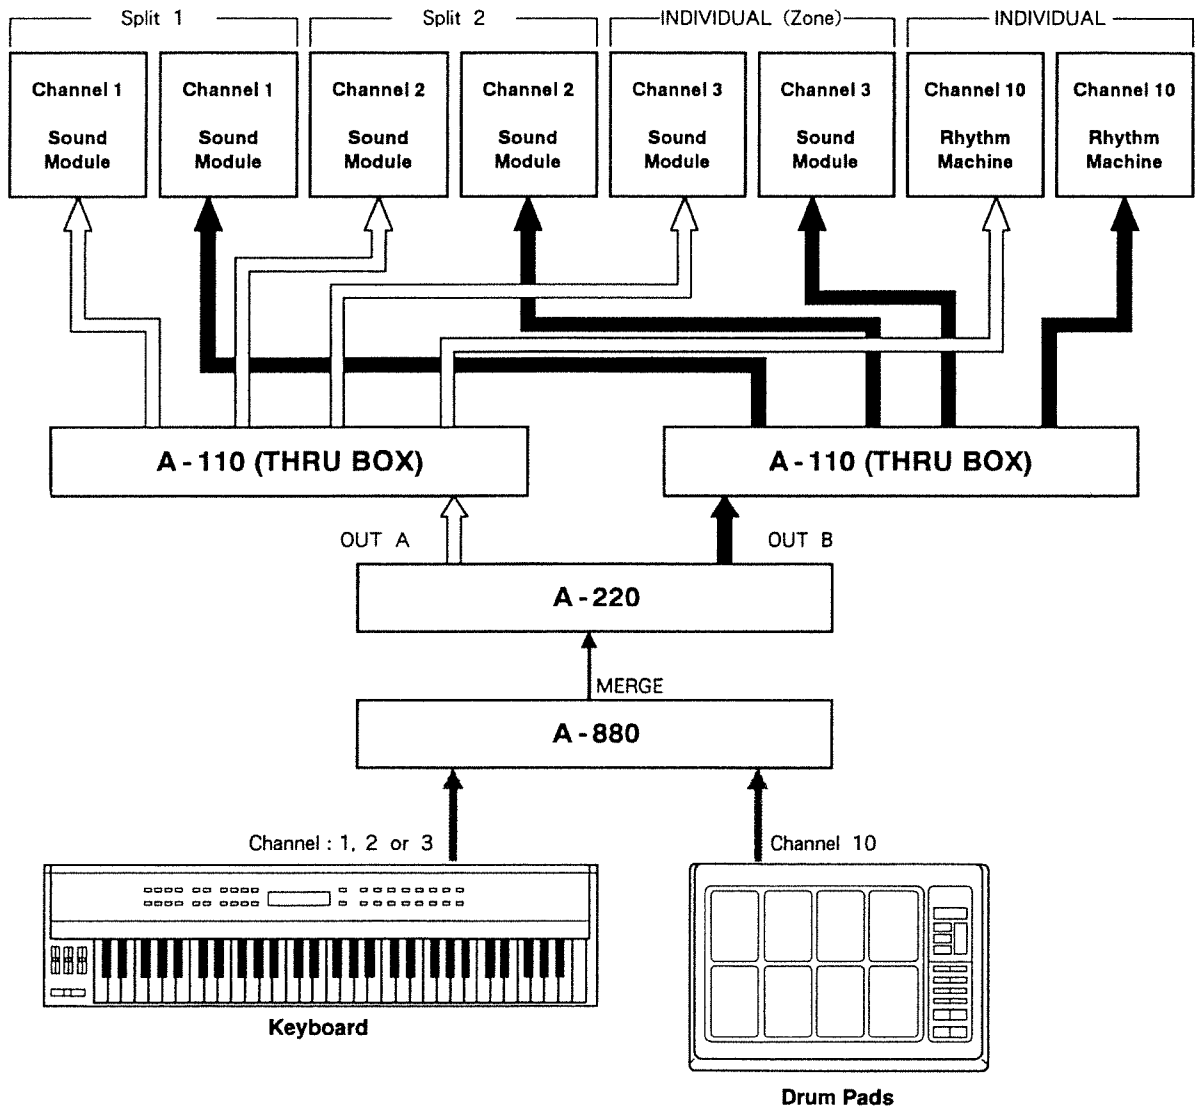 Split 1
Split 2
INDIVIDUAL (Zone)
INDIVIDUAL
Channel 1
Sound
Module
Channel 1
Sound
Module
Channel 2
Sound
Module
Channel 2
Sound
Module
Channel 3
Sound
Module
Channel 3
Sound
Module
Channel 10
Rhythm
Machine
Channel 10
Rhythm
Machine
A-110 (THRU BOX)
A-110 (THRU BOX)
OUT A
OUT B
A-220
MERGE
A-880
Channel : 1, 2 or 3
Channel 10
Keyboard
Drum Pads